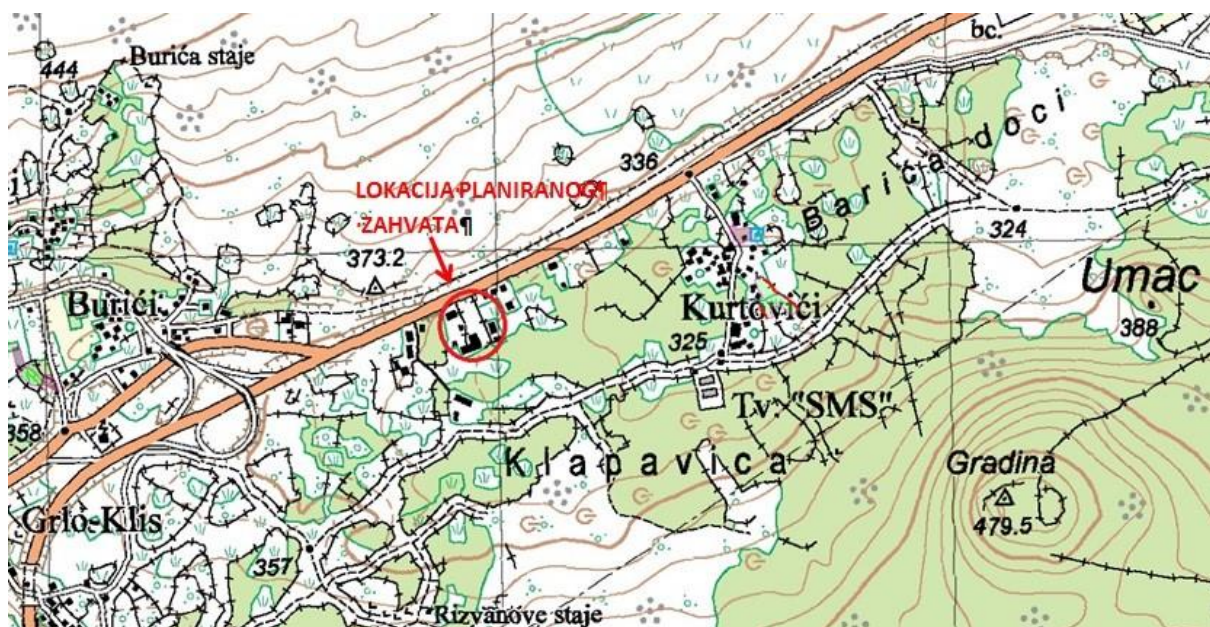 bc.
Burića staje
444
336
LOKACIJA PLANIRANOG¶
·ZAHVATA¶
Barića doci
324
373.2
Umac
388
Burići
Kurtovići
325
Tv. "SMS"
358
Klapavica
Gradina
479.5
Grlo-Klis
357
Rizvanove staje